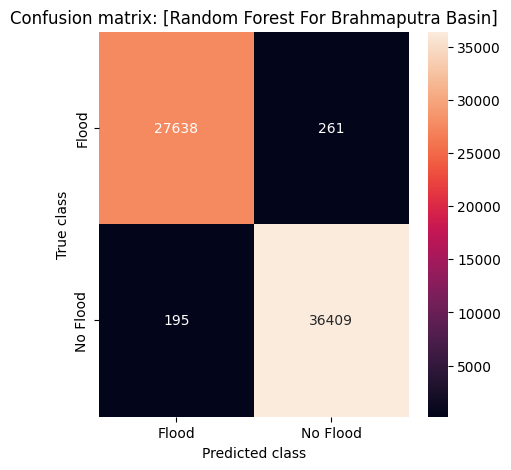 Confusion matrix: [Random Forest For Brahmaputra Basin]
Flood
27638
261
No Flood
195
36409
True class
Flood
No Flood
Predicted class
35000
30000
25000
20000
15000
10000
5000